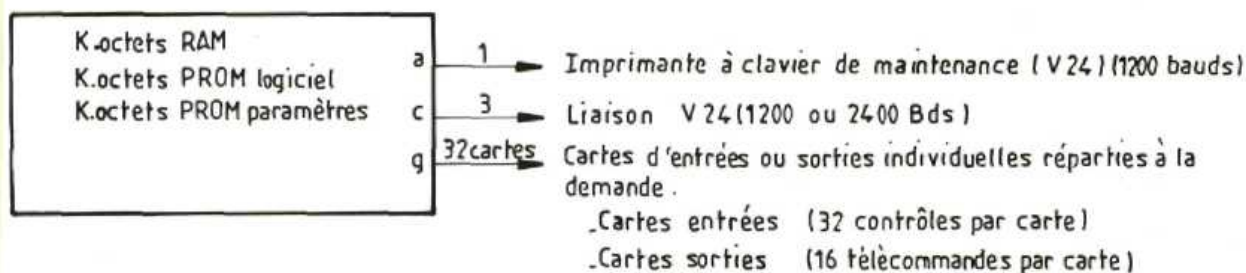 K.octets RAM
K.octets PROM logiciel
K.octets PROM paramètres
a 1 Imprimante à clavier de maintenance (V24)(1200 bauds)
c 3 Liaison V24(1200 ou 2400 Bds)
g 32cartes Cartes d'entrées ou sorties individuelles réparties à la
demande.
_Cartes entrées (32 contrôles par carte)
_Cartes sorties (16 télécommandes par carte)